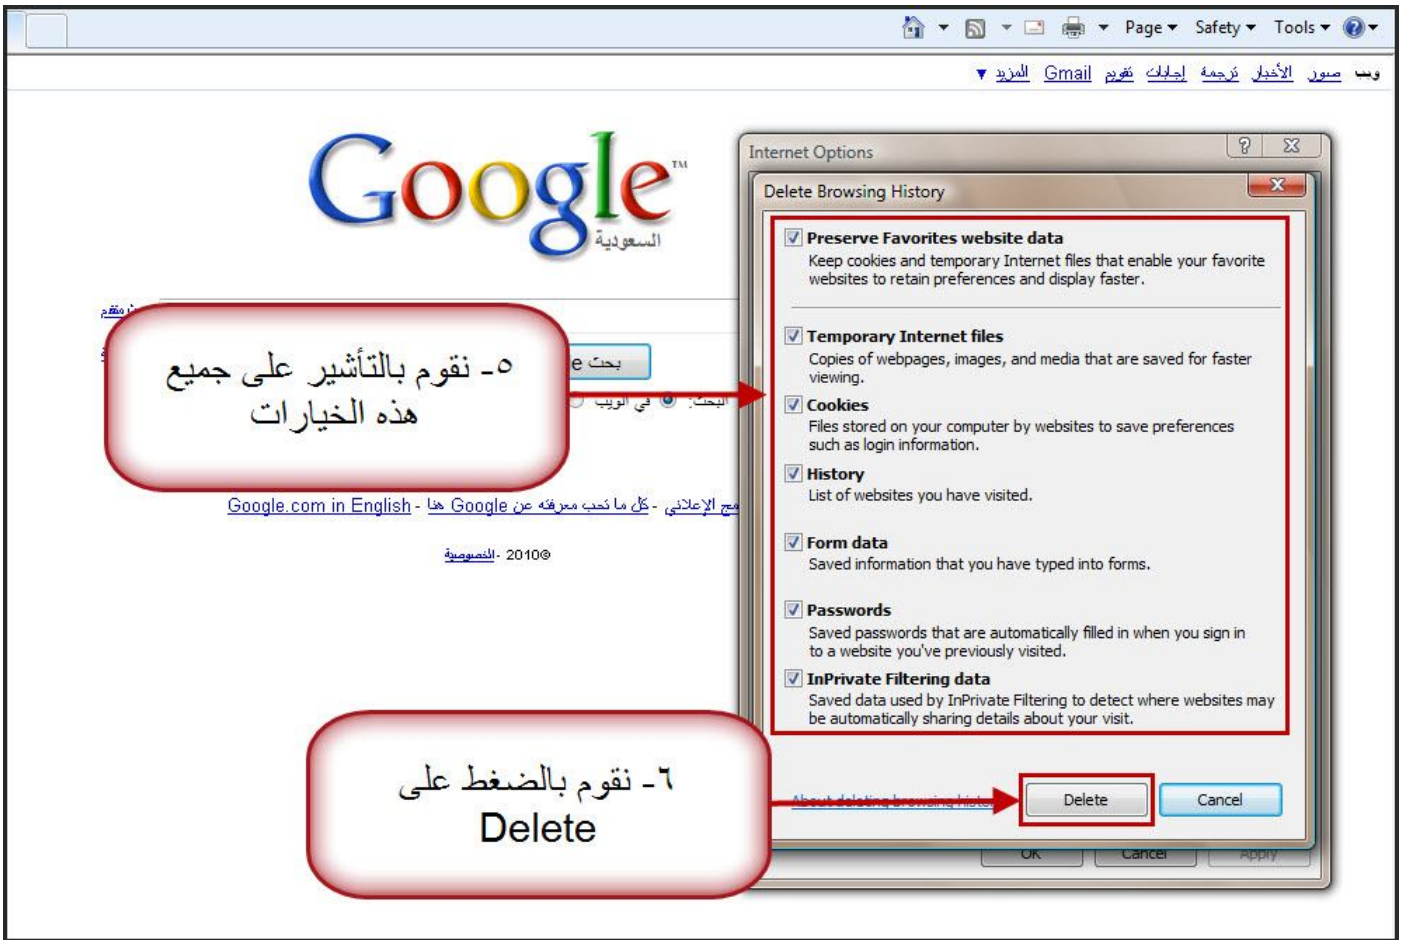 Page Safety Tools
ويب صور الأخبار ترجمة إجابات تقويم Gmail المزيد
Google™
السعودية
Internet Options
Delete Browsing History
Preserve Favorites website data
Keep cookies and temporary Internet files that enable your favorite
websites to retain preferences and display faster.
Temporary Internet files
Copies of webpages, images, and media that are saved for faster
viewing.
Cookies
Files stored on your computer by websites to save preferences
such as login information.
History
List of websites you have visited.
Form data
Saved information that you have typed into forms.
Passwords
Saved passwords that are automatically filled in when you sign in
to a website you've previously visited.
InPrivate Filtering data
Saved data used by InPrivate Filtering to detect where websites may
be automatically sharing details about your visit.
About deleting browsing
Delete
Cancel
OK Cancel Apply
بحث
٥- نقوم بالتأشير على جميع
هذه الخيارات
البحث: في الويب
الإعلاني - كل ما تحب معرفته عن Google هنا - Google.com in English
©2010 - الخصوصية
٦- نقوم بالضغط على
Delete